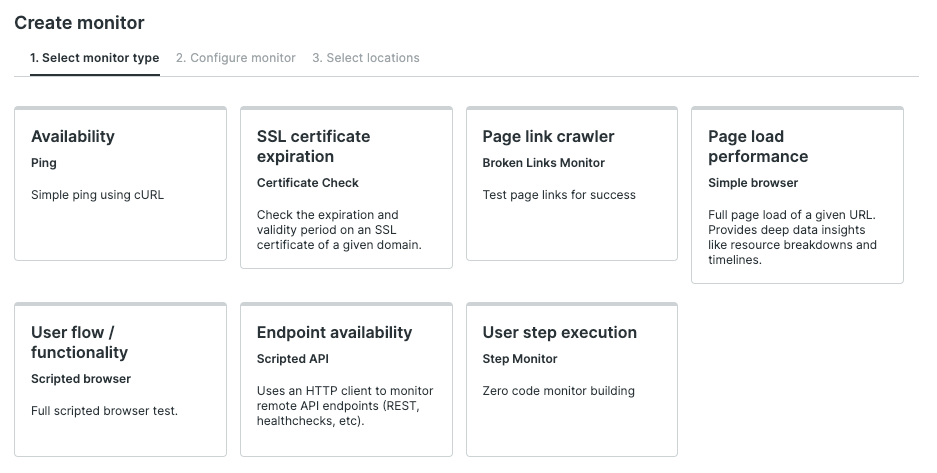 Create monitor
1. Select monitor type 2. Configure monitor 3. Select locations
Availability
Ping
Simple ping using cURL
SSL certificate
expiration
Certificate Check
Check the expiration and
validity period on an SSL
certificate of a given domain.
Page link crawler
Broken Links Monitor
Test page links for success
Page load
performance
Simple browser
Full page load of a given URL.
Provides deep data insights
like resource breakdowns and
timelines.
User flow /
functionality
Scripted browser
Full scripted browser test.
Endpoint availability
Scripted API
Uses an HTTP client to monitor
remote API endpoints (REST,
healthchecks, etc).
User step execution
Step Monitor
Zero code monitor building